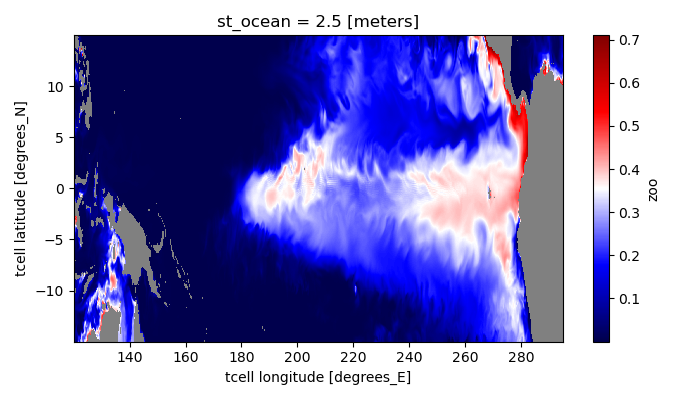 st_ocean = 2.5 [meters]
tcell latitude [degrees_N]
10
5
0
−5
−10
140 160 180 200 220 240 260 280
tcell longitude [degrees_E]
0.7
0.6
0.5
0.4
0.3
0.2
0.1
zoo